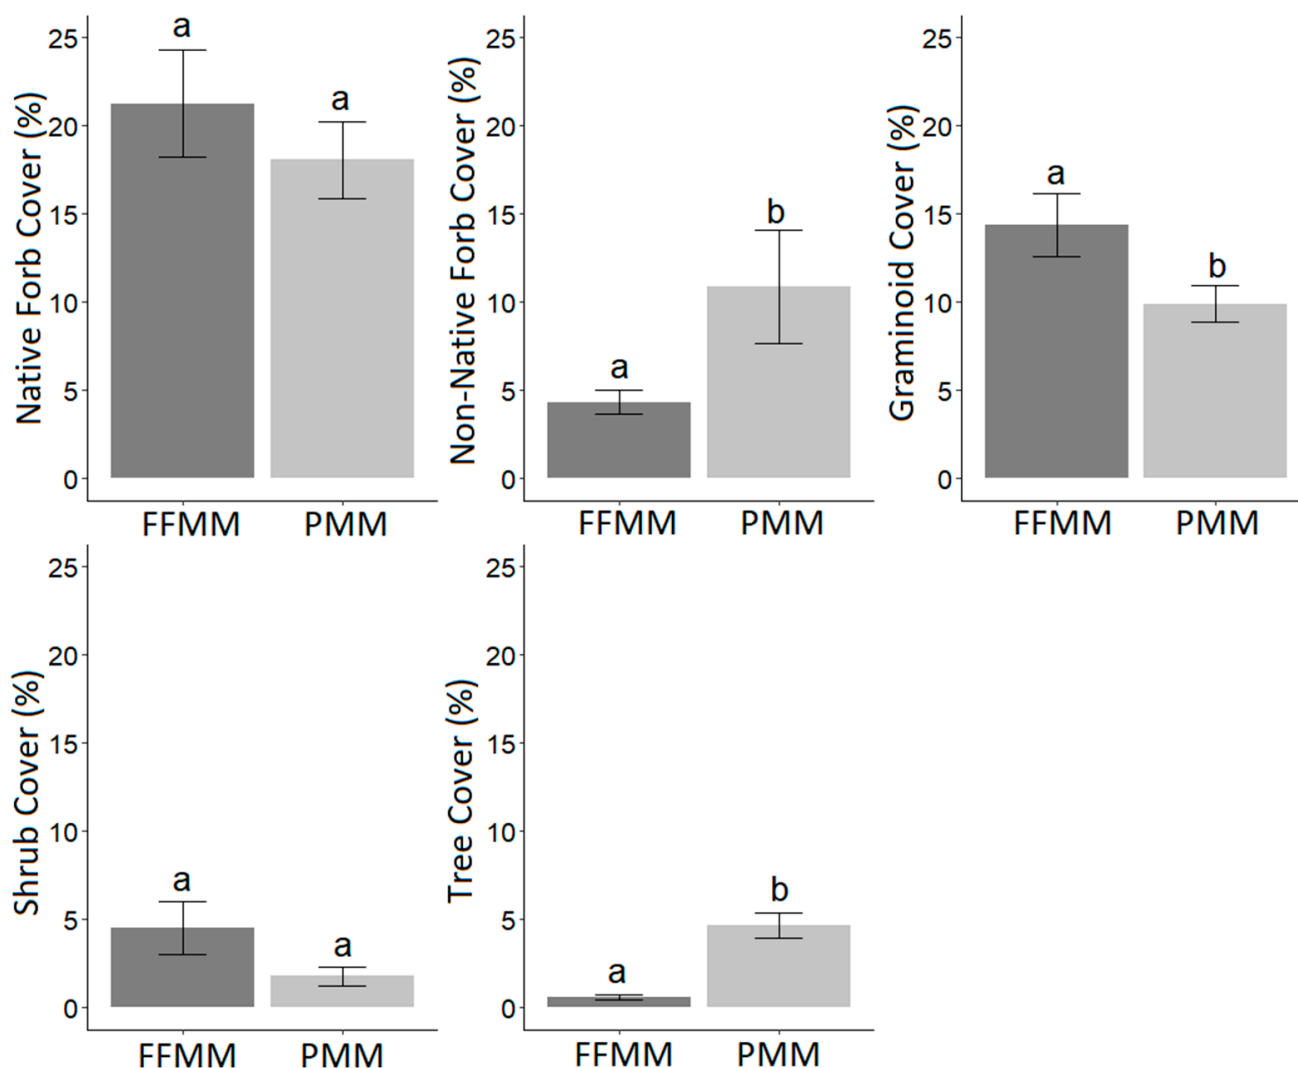 Native Forb Cover (%)
25
20
15
10
5
0
a
a
FFMM
PMM
Non-Native Forb Cover (%)
25
20
15
10
5
0
a
b
FFMM
PMM
Graminoid Cover (%)
25
20
15
10
5
0
a
b
FFMM
PMM
Shrub Cover (%)
25
20
15
10
5
0
a
a
FFMM
PMM
Tree Cover (%)
25
20
15
10
5
0
a
b
FFMM
PMM